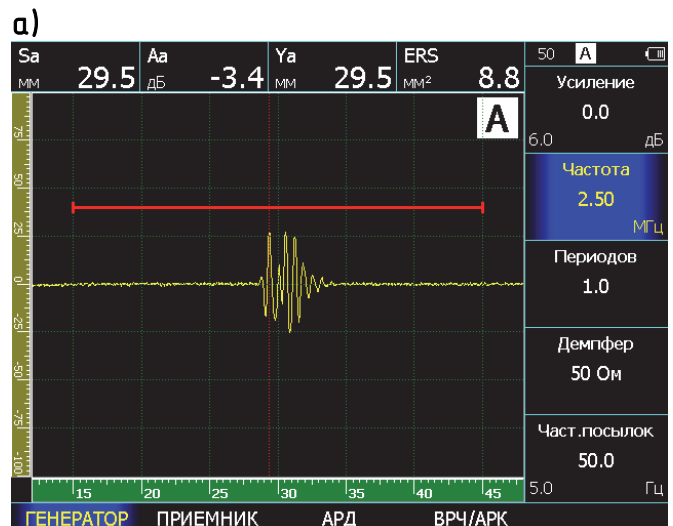 а)
Sa Aa Ya ERS 50 A
мм 29.5 дБ -3.4 мм 29.5 мм² 8.8
Усиление
0.0
6.0 дБ
A
Частота
2.50
МГц
Периодов
1.0
Демпфер
50 Ом
Част.посылок
50.0
5.0 Гц
75
50
25
0
-25
-50
-75
-100
15 20 25 30 35 40 45
ГЕНЕРАТОР ПРИЕМНИК АРД ВРЧ/АРК